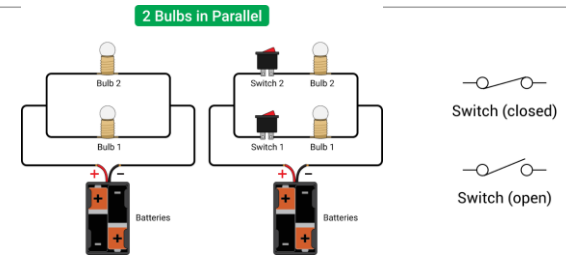 2 Bulbs in Parallel
Bulb 2
Bulb 1
+ −
+
+
Batteries
Switch 2 Bulb 2
Switch 1 Bulb 1
+ −
+
+
Batteries
Switch (closed)
Switch (open)